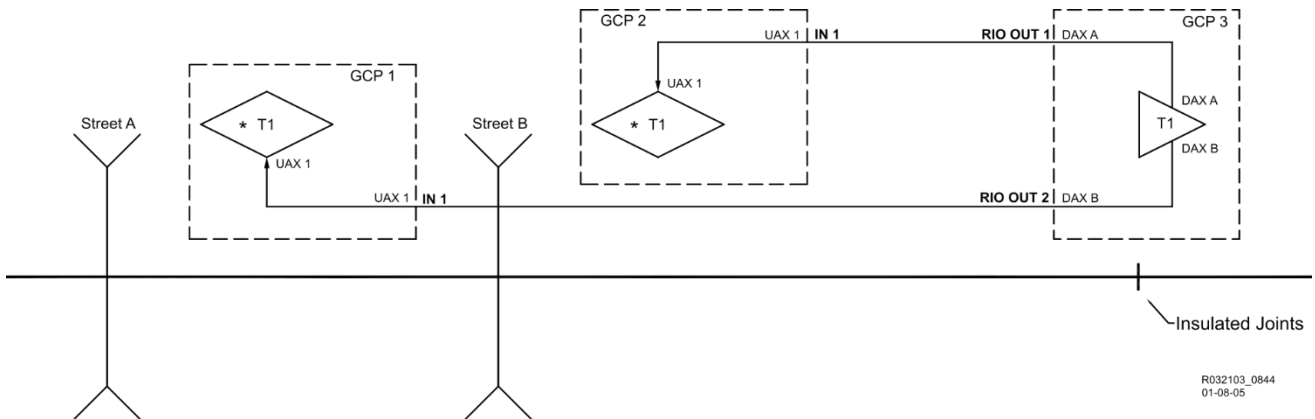 GCP 2
GCP 3
UAX 1 IN 1
RIO OUT 1 DAX A
GCP 1
UAX 1
DAX A
Street A
* T1
Street B
* T1
T1
DAX B
UAX 1
UAX 1 IN 1
RIO OUT 2 DAX B
Insulated Joints
R032103_0844
01-08-05